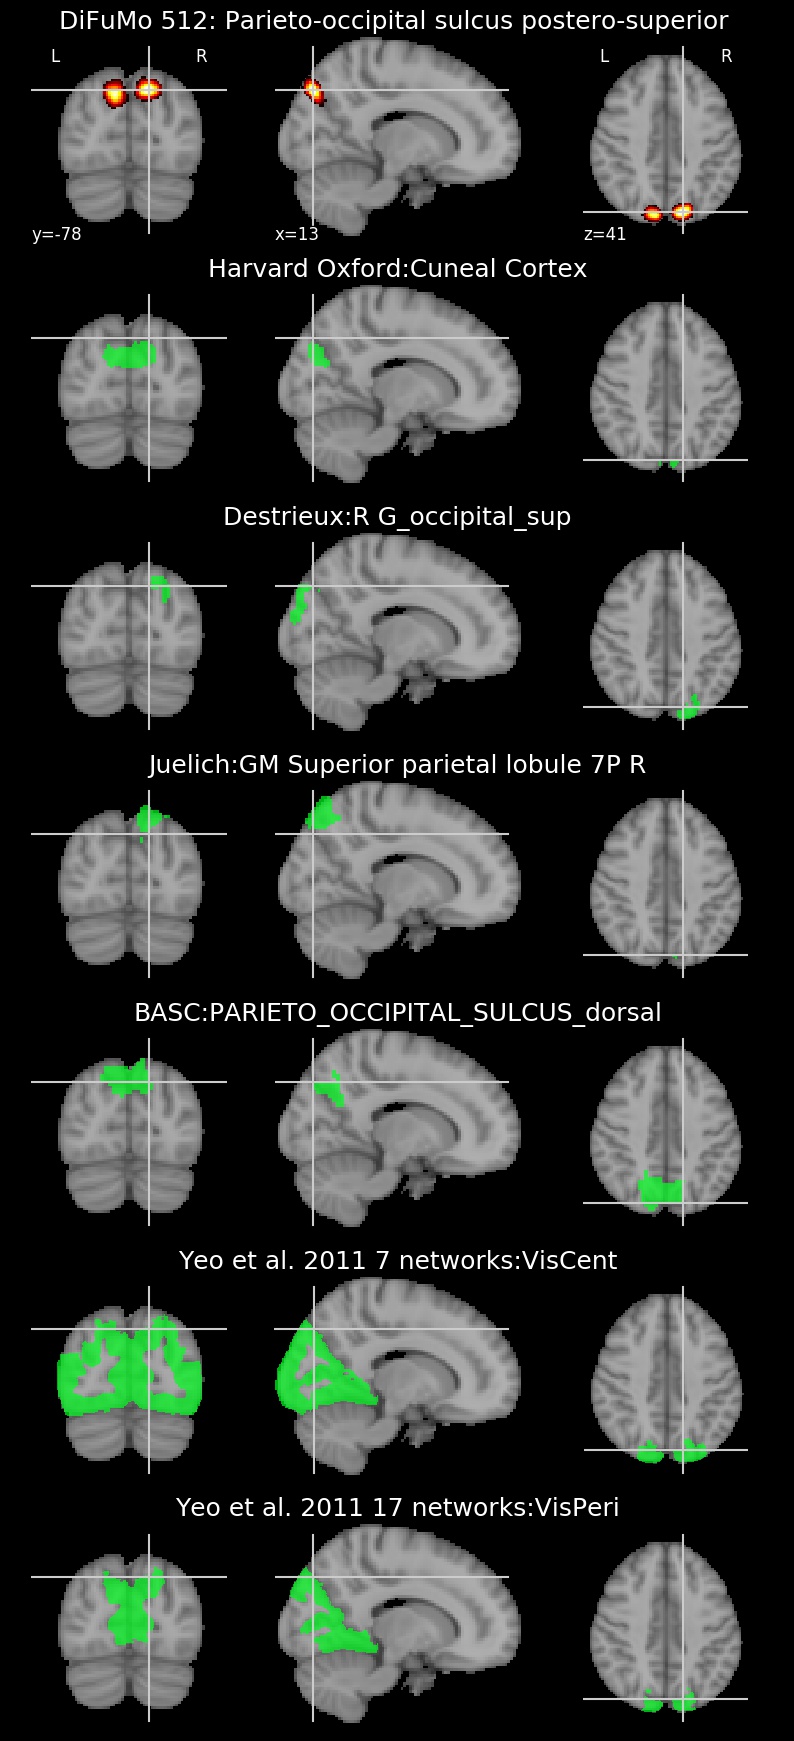 DiFuMo 512: Parieto-occipital sulcus postero-superior
L R L R
y=-78 x=13 z=41
Harvard Oxford:Cuneal Cortex
Destrieux:R G_occipital_sup
Juelich:GM Superior parietal lobule 7P R
BASC:PARIETO_OCCIPITAL_SULCUS_dorsal
Yeo et al. 2011 7 networks:VisCent
Yeo et al. 2011 17 networks:VisPeri